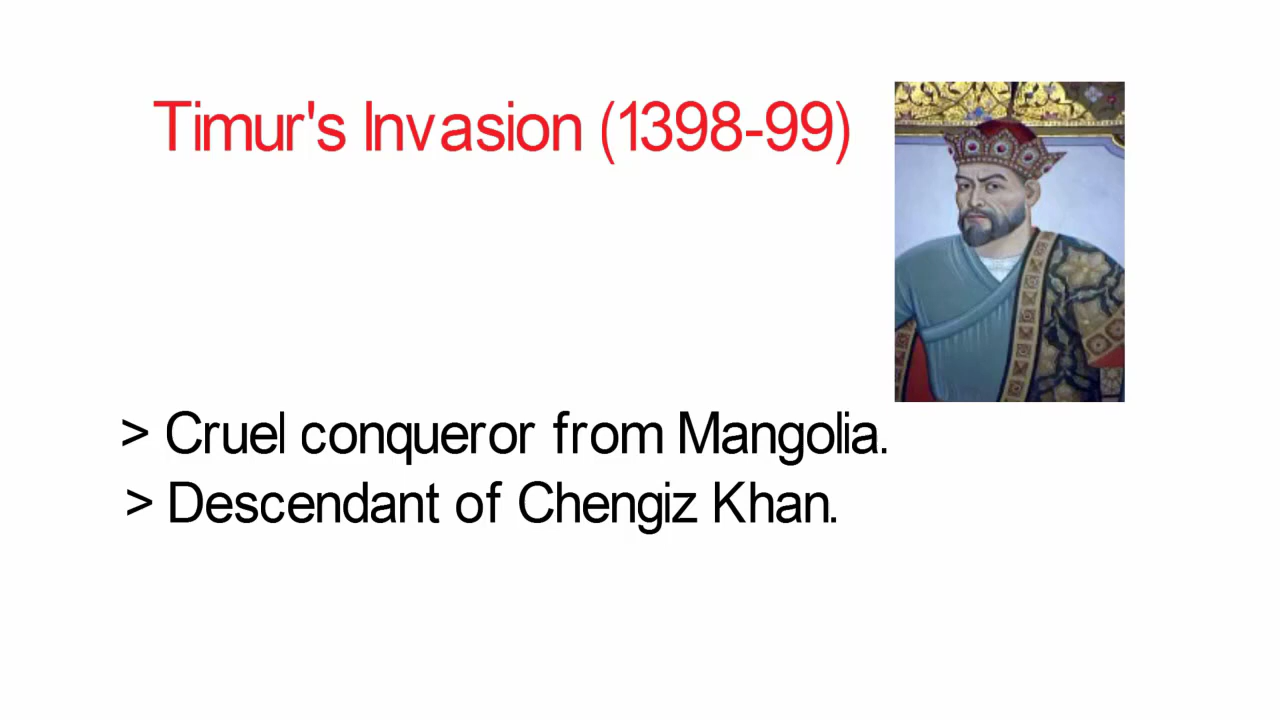 Timur's Invasion (1398-99)
> Cruel conqueror from Mangolia.
> Descendant of Chengiz Khan.